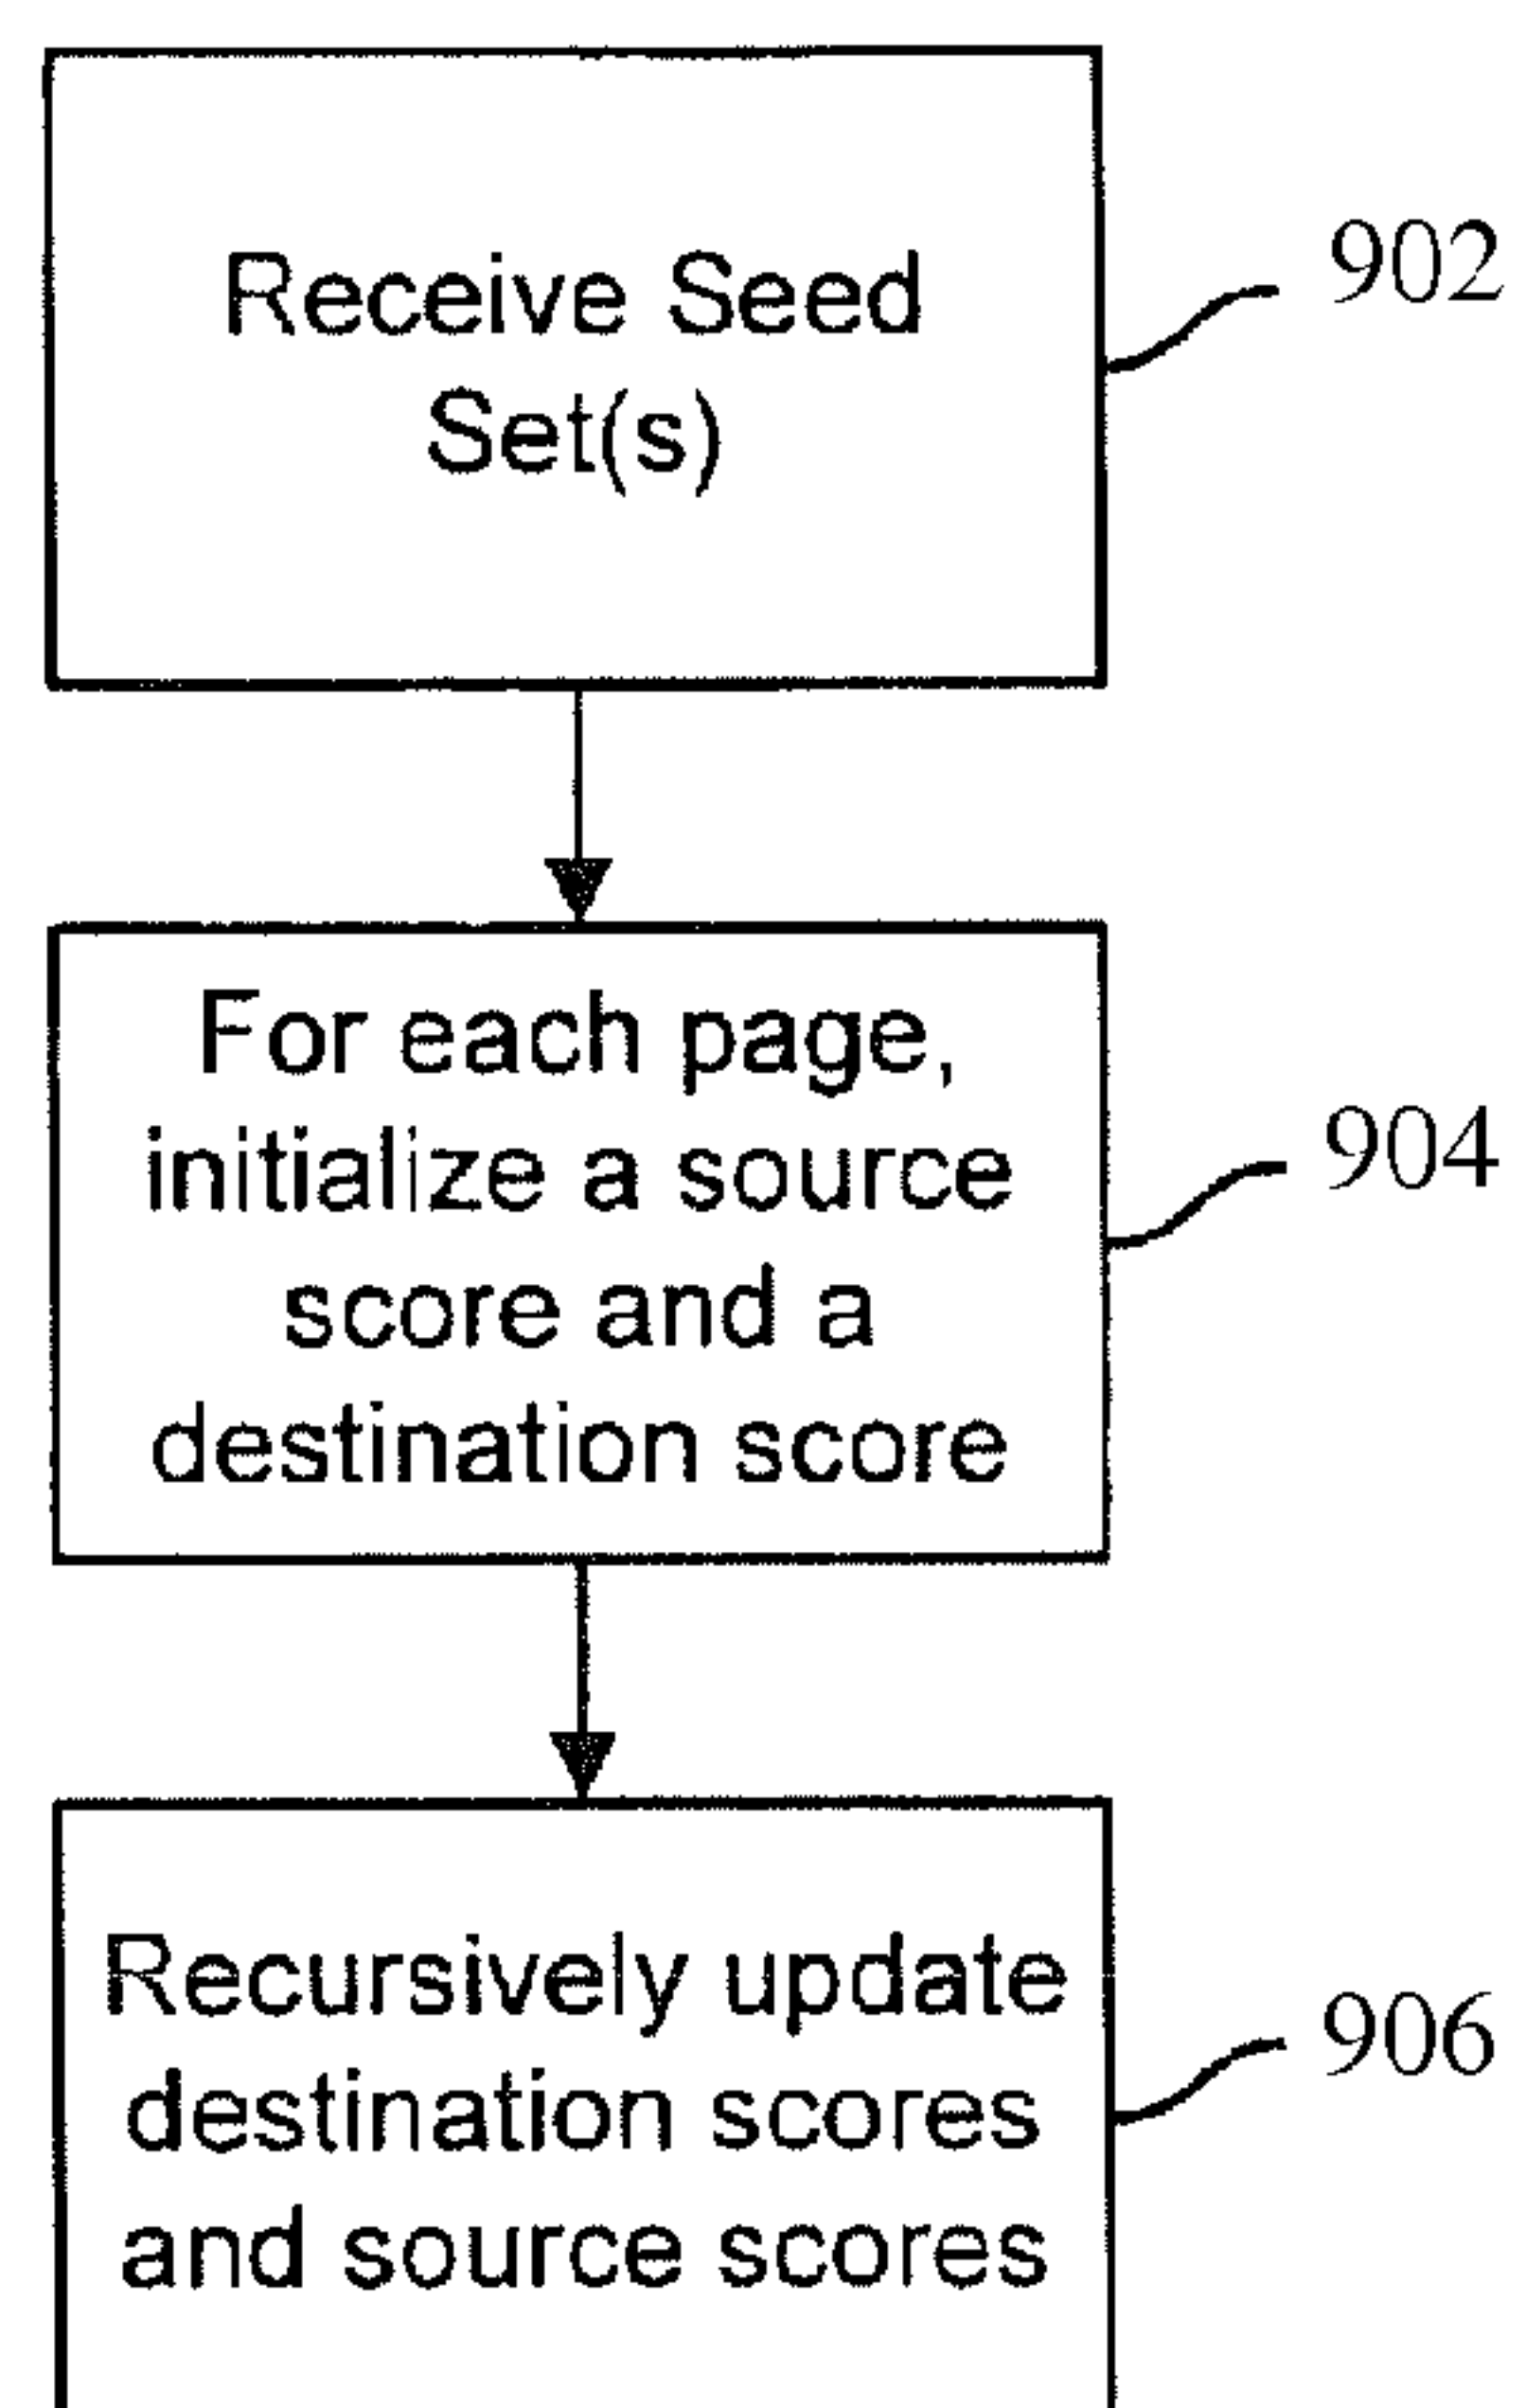 Receive Seed
Set(s)
902
For each page,
initialize a source
score and a
destination score
904
Recursively update
destination scores
and source scores
906